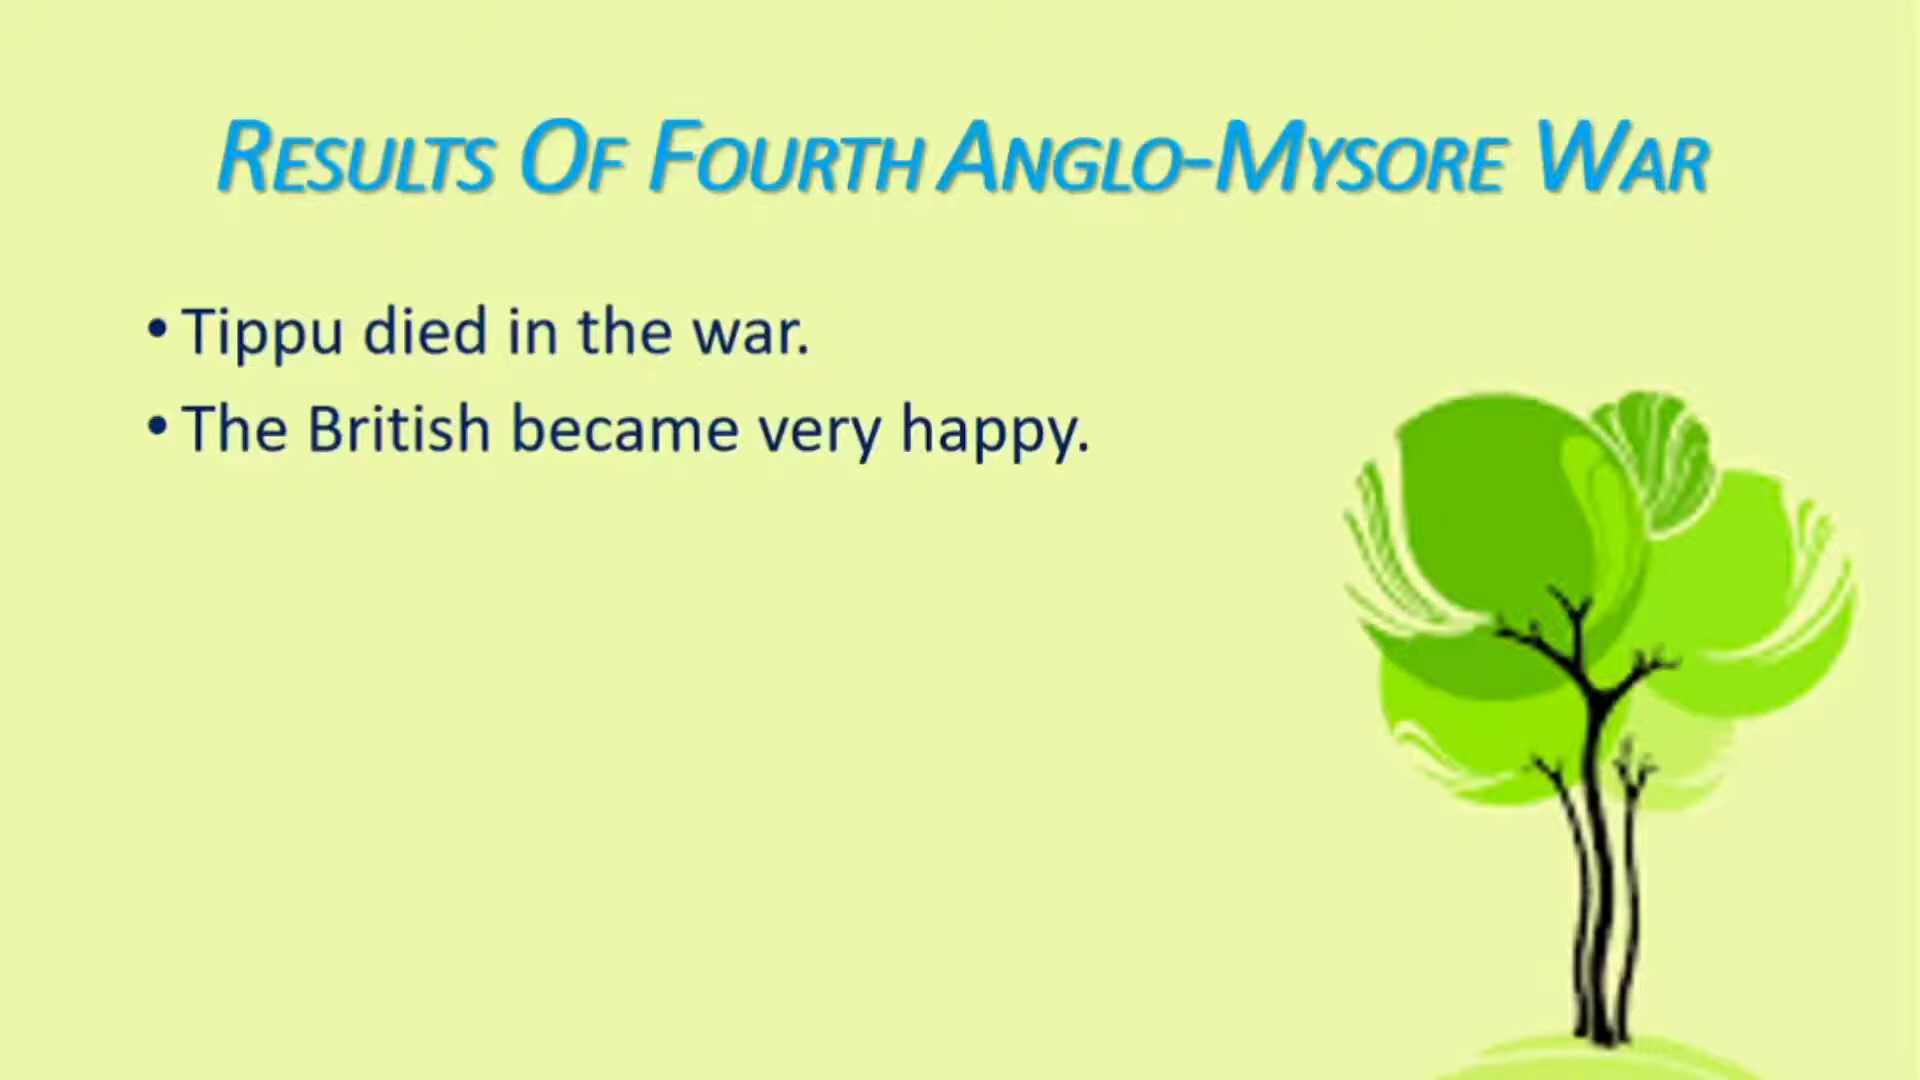 Results Of Fourth Anglo-Mysore War
• Tippu died in the war.
• The British became very happy.